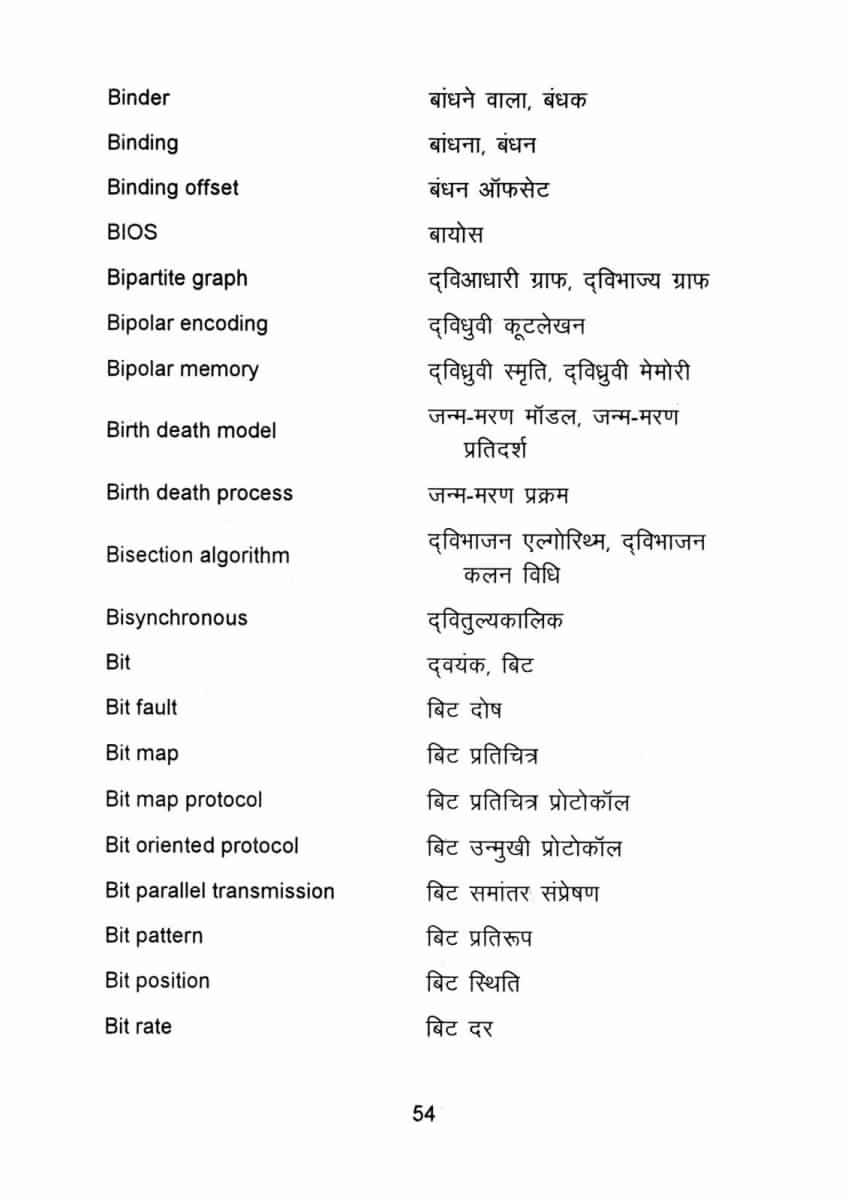 Binder बांधने वाला, बंधक
Binding बांधना, बंधन
Binding offset बंधन ऑफसेट
BIOS बायोस
Bipartite graph द्विआधारी ग्राफ, द्विभाज्य ग्राफ
Bipolar encoding द्विधुवी कूटलेखन
Bipolar memory द्विध्रुवी स्मृति, द्विध्रुवी मेमोरी
Birth death model जन्म-मरण मॉडल, जन्म-मरण
प्रतिदर्श
Birth death process जन्म-मरण प्रक्रम
Bisection algorithm द्विभाजन एल्गोरिथ्म, द्विभाजन
कलन विधि
Bisynchronous द्वितुल्यकालिक
Bit द्वयंक, बिट
Bit fault बिट दोष
Bit map बिट प्रतिचित्र
Bit map protocol बिट प्रतिचित्र प्रोटोकॉल
Bit oriented protocol बिट उन्मुखी प्रोटोकॉल
Bit parallel transmission बिट समांतर संप्रेषण
Bit pattern बिट प्रतिरूप
Bit position बिट स्थिति
Bit rate बिट दर
54